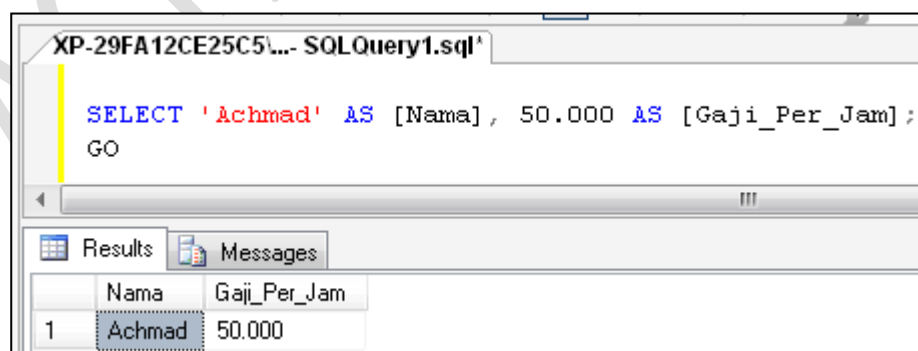 XP-29FA12CE25C5\...- SQLQuery1.sql*
SELECT 'Achmad' AS [Nama], 50.000 AS [Gaji_Per_Jam];
GO
Results Messages
Nama Gaji_Per_Jam
1 Achmad 50.000